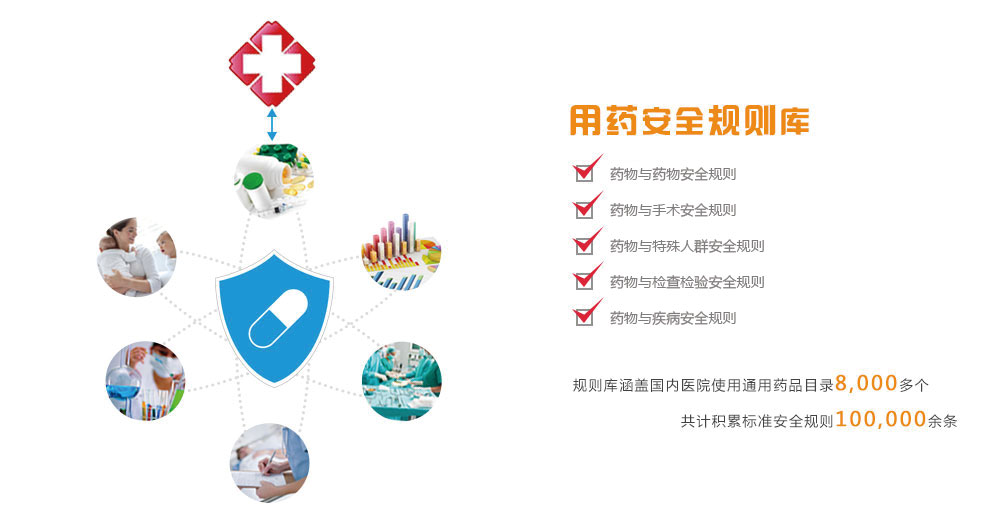 用药安全规则库
药物与药物安全规则
药物与手术安全规则
药物与特殊人群安全规则
药物与检查检验安全规则
药物与疾病安全规则
规则库涵盖国内医院使用通用药品目录8,000多个
共计积累标准安全规则100,000余条